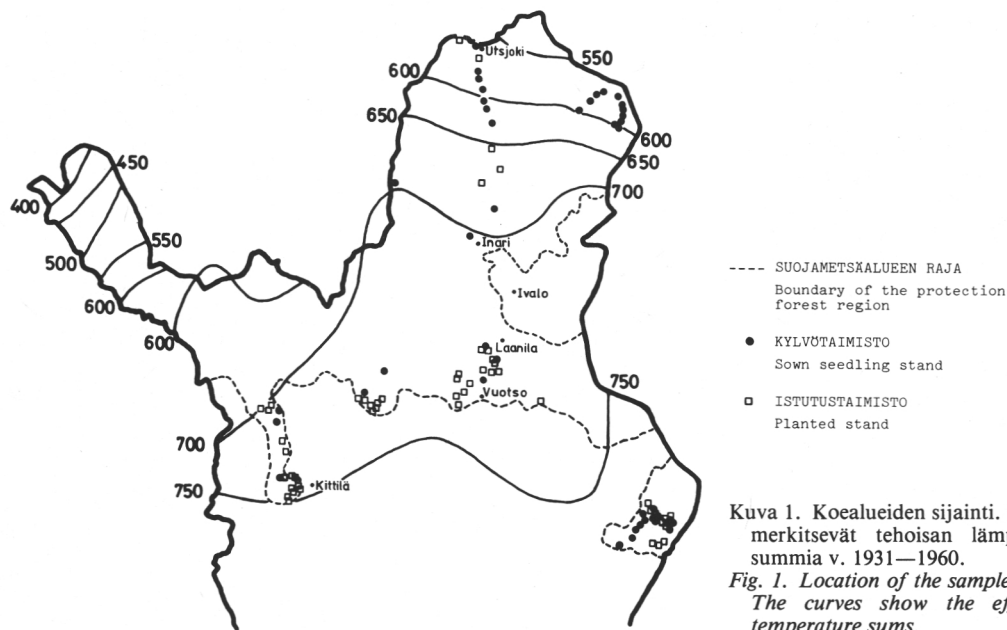 Utsjoki
550
600
650
600
650
700
450
400
550
500
600
600
Inari
Ivalo
Laanila
Vuotso
750
700
750
Kittilä
SUOJAMETSÄALUEEN RAJA
Boundary of the protection
forest region
KYLVÖTAIMISTO
Sown seedling stand
ISTUTUSTAIMISTO
Planted stand
Kuva 1. Koealueiden sijainti.
merkitsevät tehoisan läm
summia v. 1931—1960.
Fig. 1. Location of the sample
The curves show the ef
temperature sums